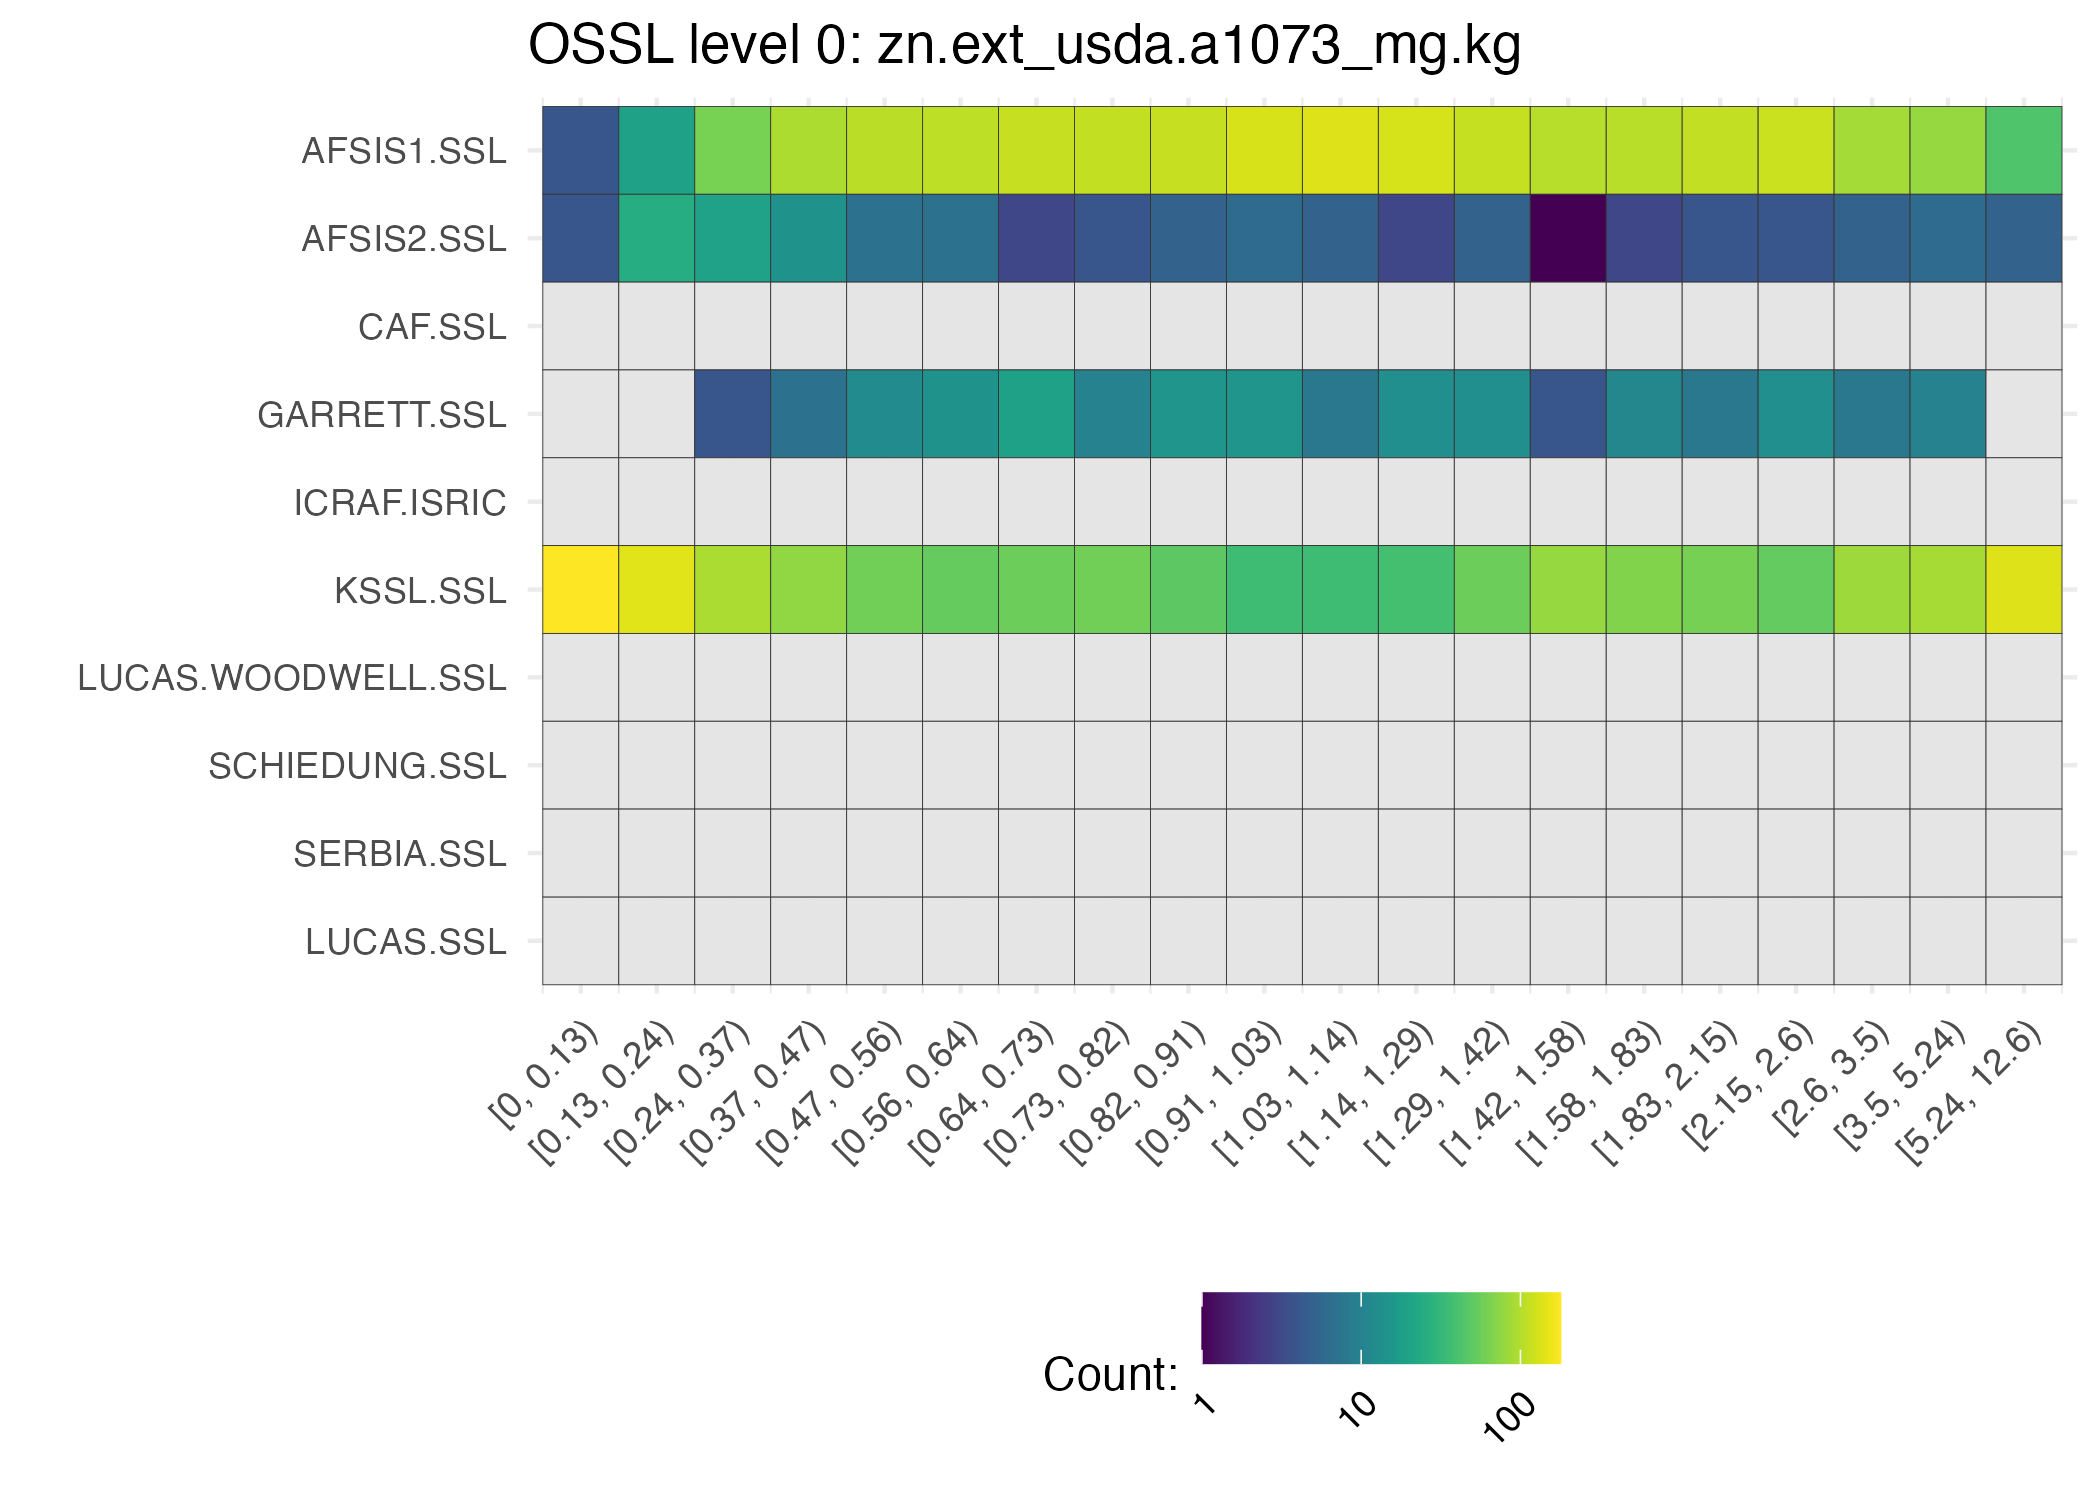 OSSL level 0: zn.ext_usda.a1073_mg.kg
AFSIS1.SSL
AFSIS2.SSL
CAF.SSL
GARRETT.SSL
ICRAF.ISRIC
KSSL.SSL
LUCAS.WOODWELL.SSL
SCHIEDUNG.SSL
SERBIA.SSL
LUCAS.SSL
[0, 0.13)
[0.13, 0.24)
[0.24, 0.37)
[0.37, 0.47)
[0.47, 0.56)
[0.56, 0.64)
[0.64, 0.73)
[0.73, 0.82)
[0.82, 0.91)
[0.91, 1.03)
[1.03, 1.14)
[1.14, 1.29)
[1.29, 1.42)
[1.42, 1.58)
[1.58, 1.83)
[1.83, 2.15)
[2.15, 2.6)
[2.6, 3.5)
[3.5, 5.24)
[5.24, 12.6)
Count:
1
10
100